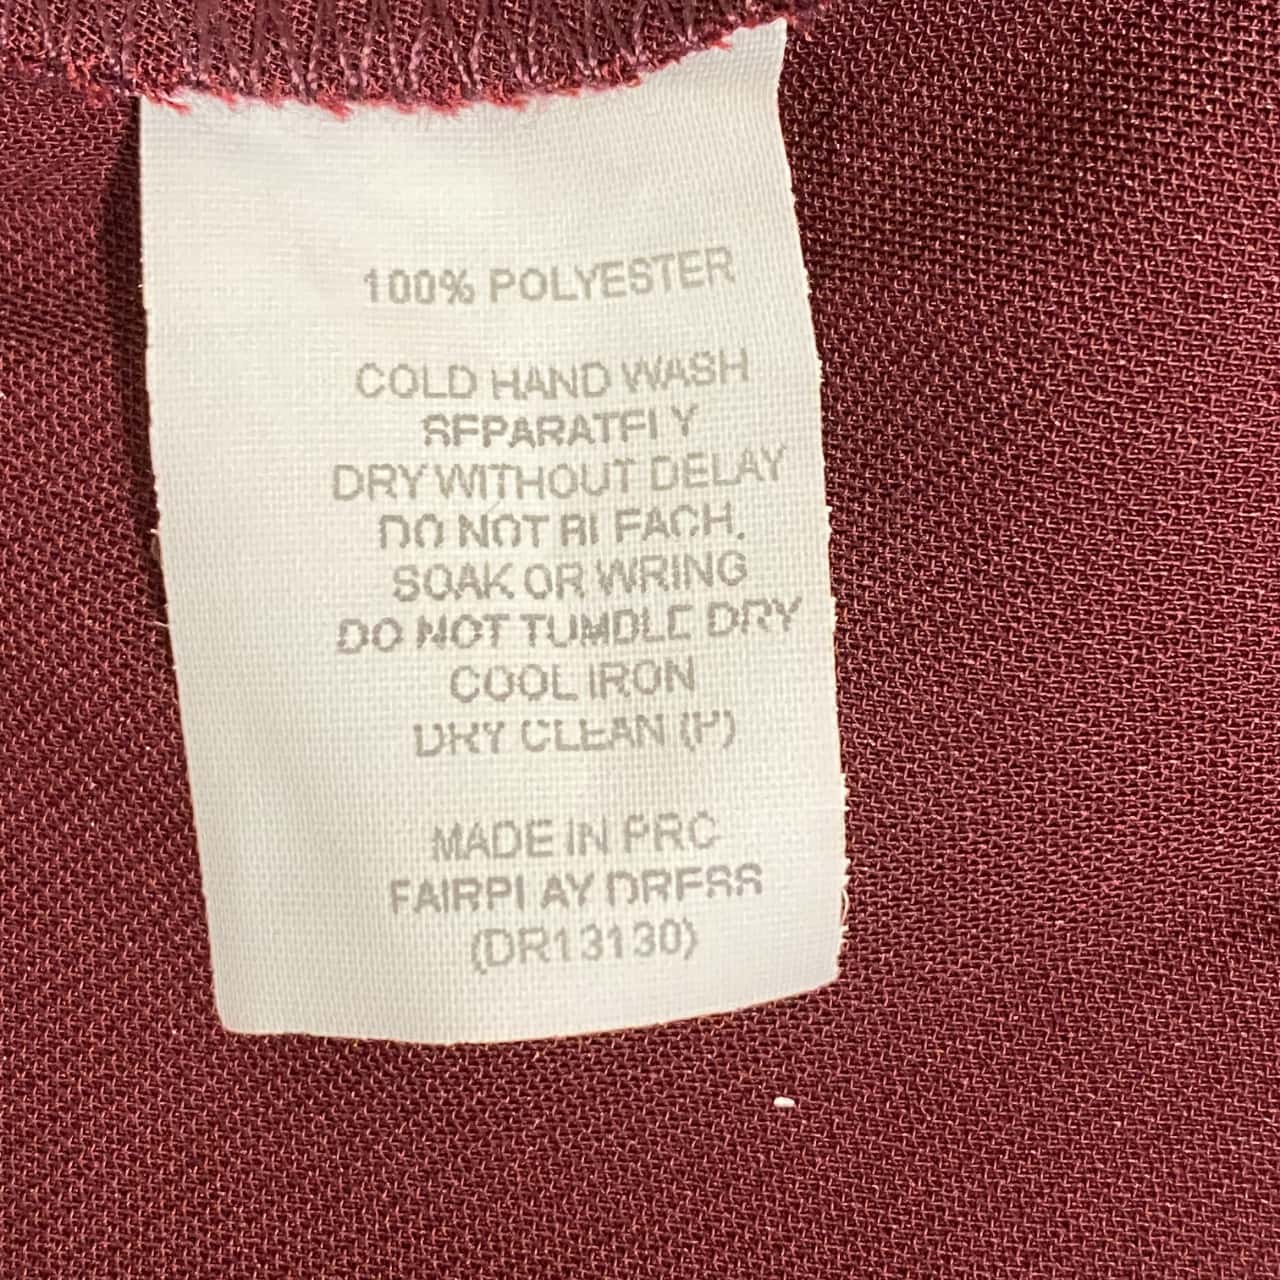 100% POLYESTER
COLD HAND WASH
SEPARATELY
DRY WITHOUT DELAY
DO NOT BLEACH,
SOAK OR WRING
DO NOT TUMBLE DRY
COOL IRON
DRY CLEAN (P)
MADE IN PRC
FAIRPLAY DRESS
(DR13130)